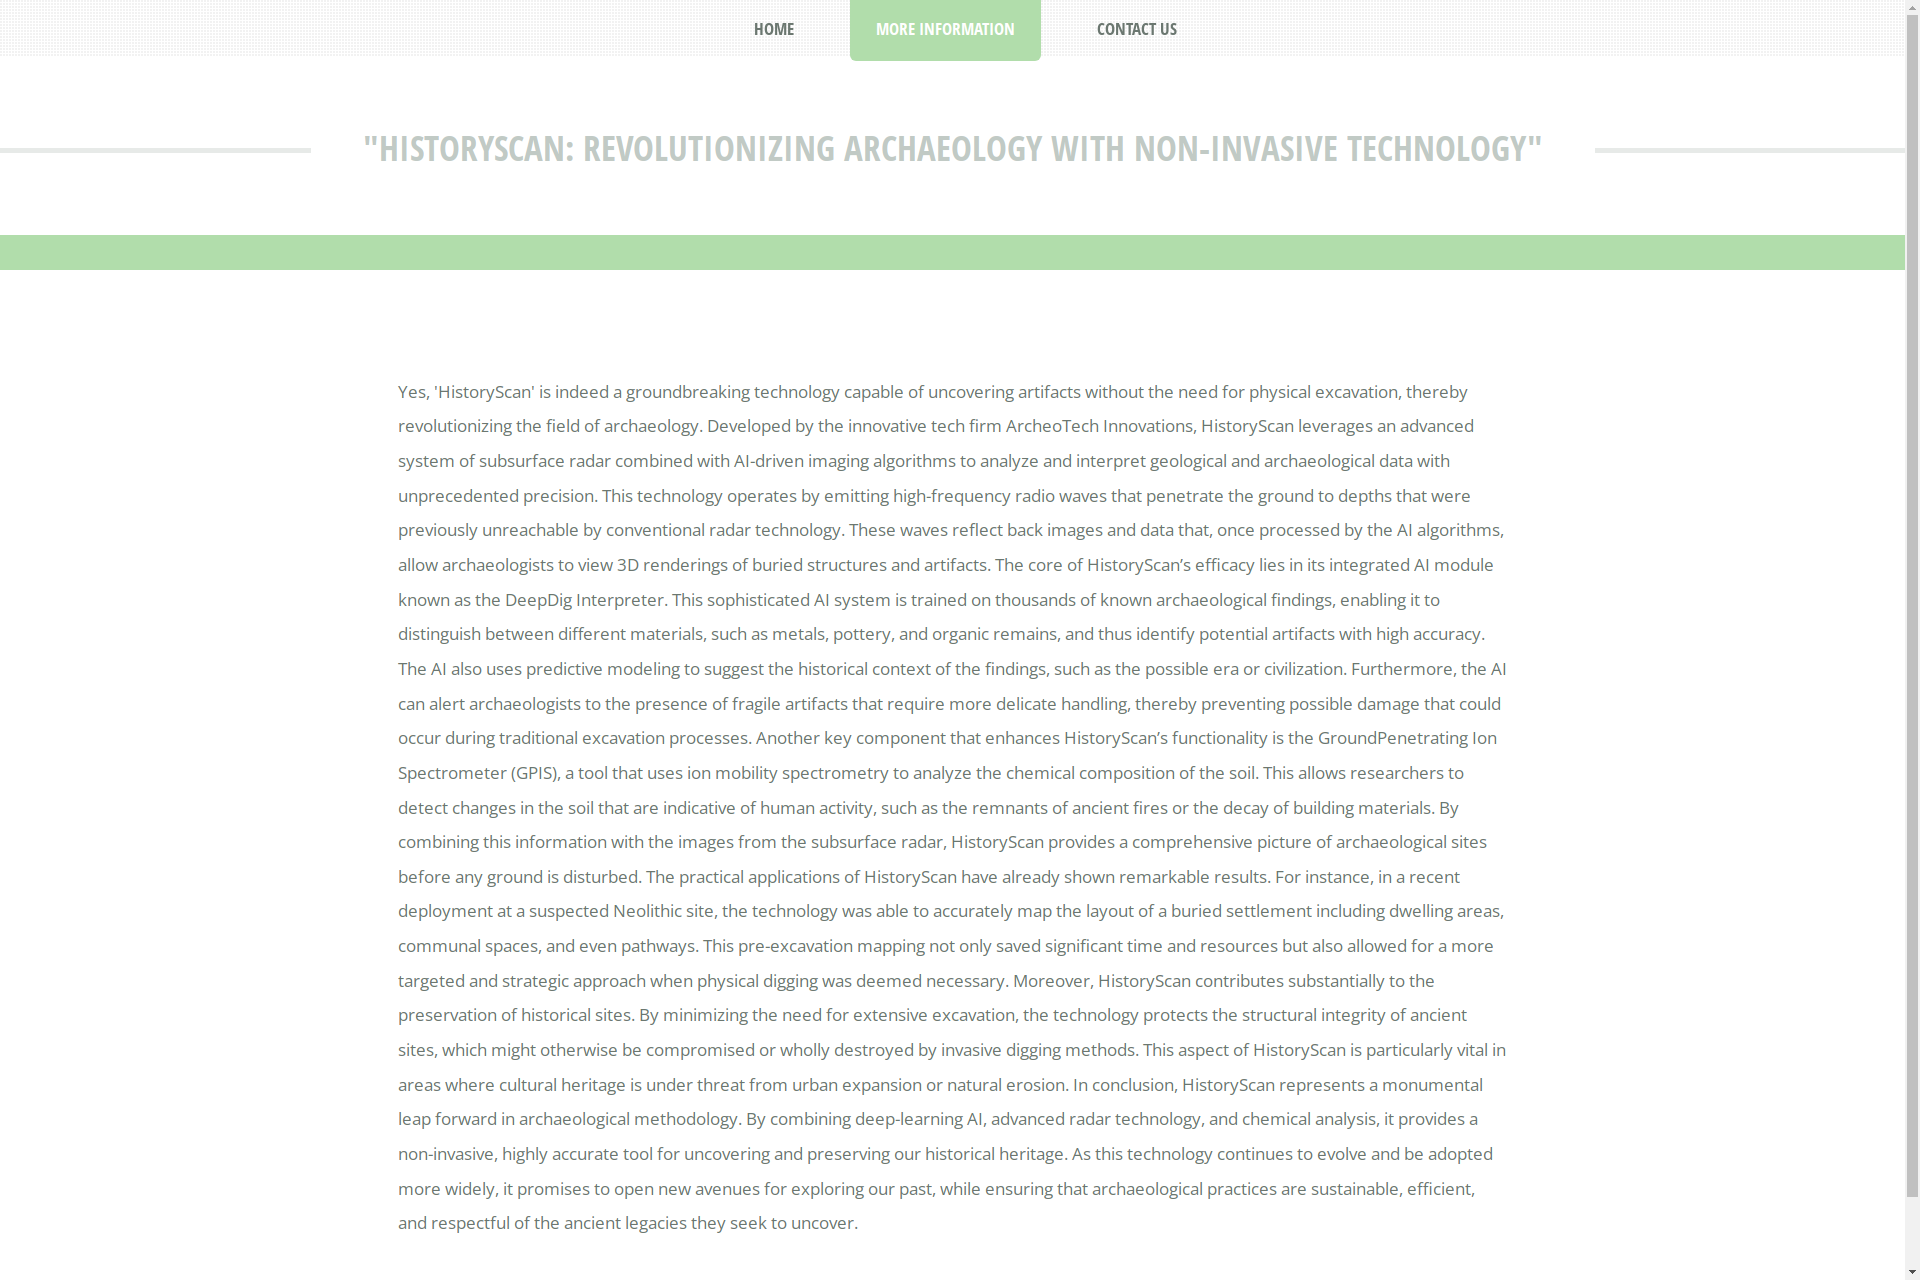 HOME
MORE INFORMATION
CONTACT US
"HISTORYSCAN: REVOLUTIONIZING ARCHAEOLOGY WITH NON-INVASIVE TECHNOLOGY"
Yes, 'HistoryScan' is indeed a groundbreaking technology capable of uncovering artifacts without the need for physical excavation, thereby
revolutionizing the field of archaeology. Developed by the innovative tech firm ArcheoTech Innovations, HistoryScan leverages an advanced
system of subsurface radar combined with AI-driven imaging algorithms to analyze and interpret geological and archaeological data with
unprecedented precision. This technology operates by emitting high-frequency radio waves that penetrate the ground to depths that were
previously unreachable by conventional radar technology. These waves reflect back images and data that, once processed by the AI algorithms,
allow archaeologists to view 3D renderings of buried structures and artifacts. The core of HistoryScan’s efficacy lies in its integrated AI module
known as the DeepDig Interpreter. This sophisticated AI system is trained on thousands of known archaeological findings, enabling it to
distinguish between different materials, such as metals, pottery, and organic remains, and thus identify potential artifacts with high accuracy.
The AI also uses predictive modeling to suggest the historical context of the findings, such as the possible era or civilization. Furthermore, the AI
can alert archaeologists to the presence of fragile artifacts that require more delicate handling, thereby preventing possible damage that could
occur during traditional excavation processes. Another key component that enhances HistoryScan’s functionality is the GroundPenetrating Ion
Spectrometer (GPIS), a tool that uses ion mobility spectrometry to analyze the chemical composition of the soil. This allows researchers to
detect changes in the soil that are indicative of human activity, such as the remnants of ancient fires or the decay of building materials. By
combining this information with the images from the subsurface radar, HistoryScan provides a comprehensive picture of archaeological sites
before any ground is disturbed. The practical applications of HistoryScan have already shown remarkable results. For instance, in a recent
deployment at a suspected Neolithic site, the technology was able to accurately map the layout of a buried settlement including dwelling areas,
communal spaces, and even pathways. This pre-excavation mapping not only saved significant time and resources but also allowed for a more
targeted and strategic approach when physical digging was deemed necessary. Moreover, HistoryScan contributes substantially to the
preservation of historical sites. By minimizing the need for extensive excavation, the technology protects the structural integrity of ancient
sites, which might otherwise be compromised or wholly destroyed by invasive digging methods. This aspect of HistoryScan is particularly vital in
areas where cultural heritage is under threat from urban expansion or natural erosion. In conclusion, HistoryScan represents a monumental
leap forward in archaeological methodology. By combining deep-learning AI, advanced radar technology, and chemical analysis, it provides a
non-invasive, highly accurate tool for uncovering and preserving our historical heritage. As this technology continues to evolve and be adopted
more widely, it promises to open new avenues for exploring our past, while ensuring that archaeological practices are sustainable, efficient,
and respectful of the ancient legacies they seek to uncover.